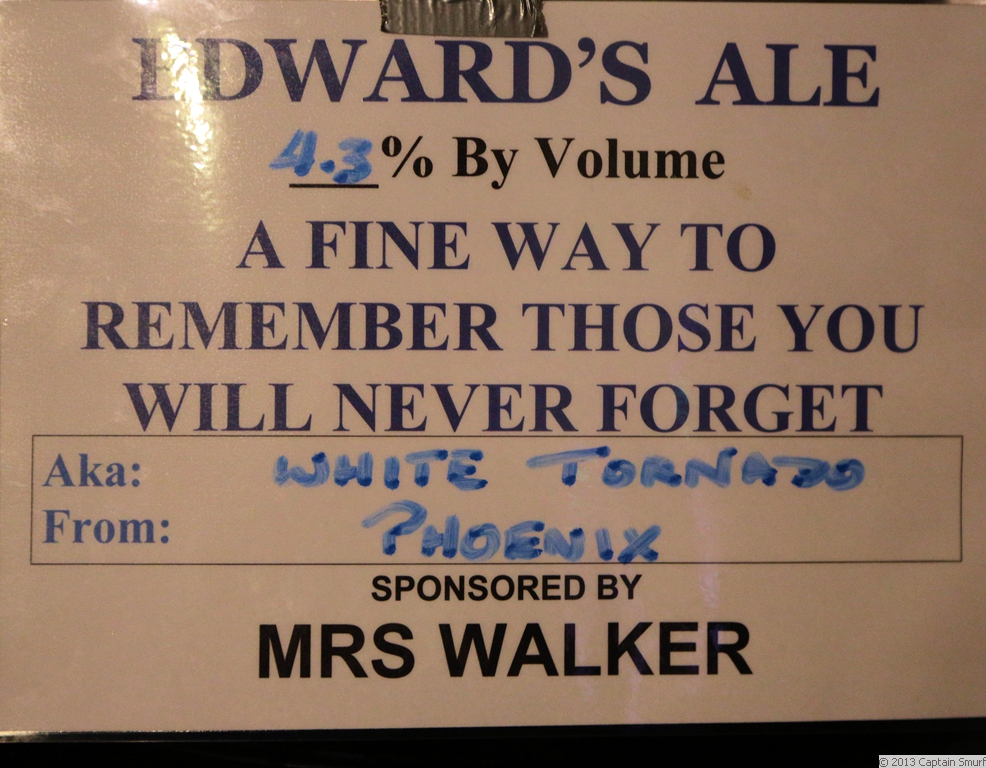 EDWARD'S ALE
4.3% By Volume
A FINE WAY TO
REMEMBER THOSE YOU
WILL NEVER FORGET
Aka: WHITE TORNADO
From: PHOENIX
SPONSORED BY
MRS WALKER
© 2013 Captain Smurf